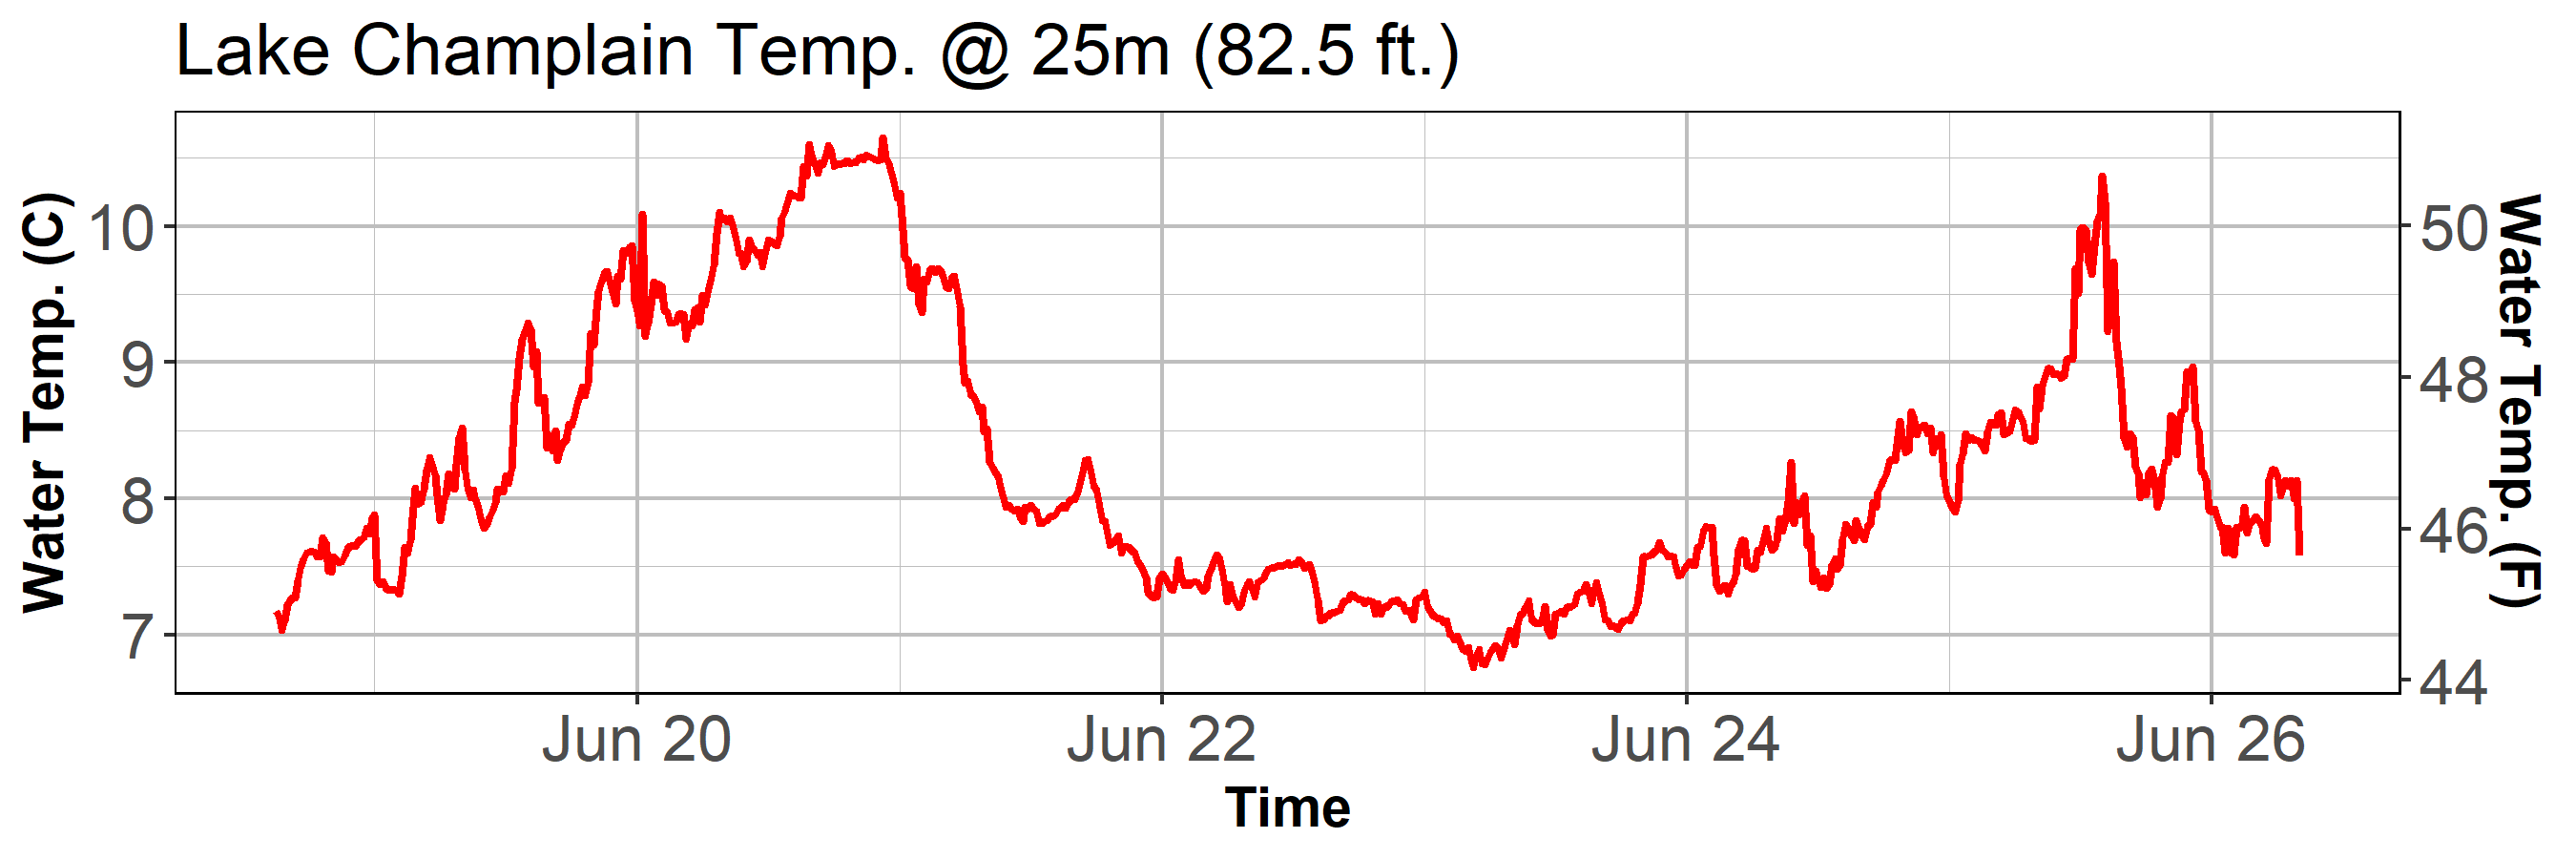 Lake Champlain Temp. @ 25m (82.5 ft.)
Water Temp. (C)
10
9
8
7
50
48
46
44
Water Temp. (F)
Jun 20
Jun 22
Jun 24
Jun 26
Time